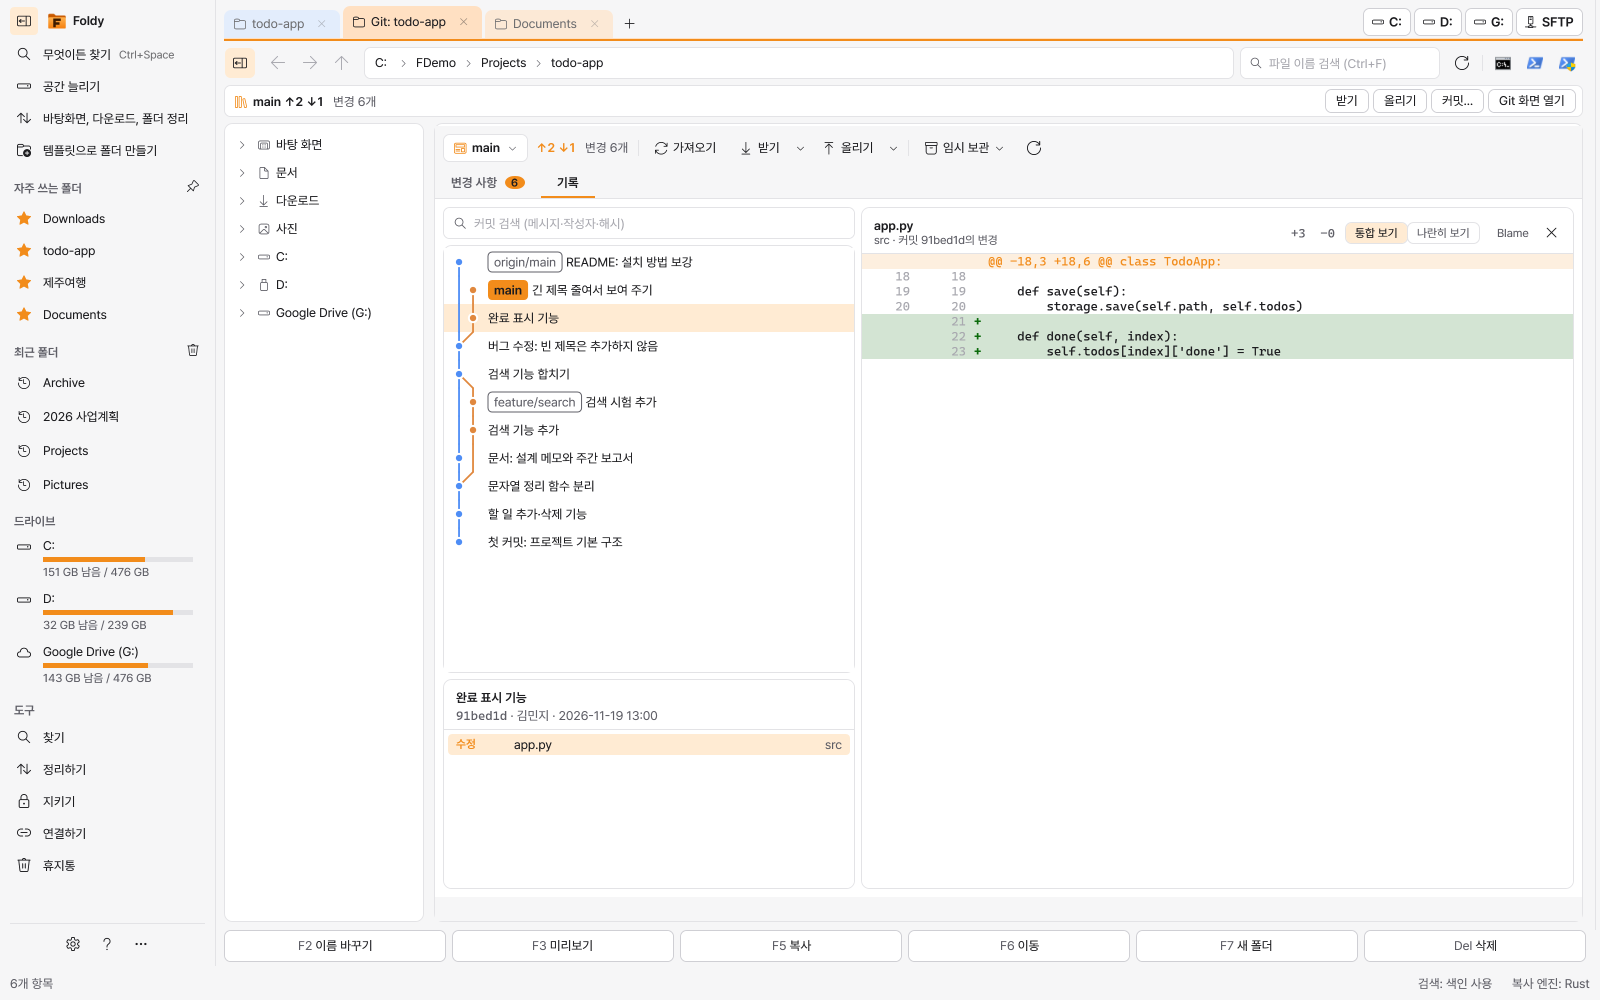 Foldy
무엇이든 찾기 Ctrl+Space
공간 늘리기
바탕화면, 다운로드, 폴더 정리
템플릿으로 폴더 만들기
자주 쓰는 폴더
Downloads
todo-app
제주여행
Documents
최근 폴더
Archive
2026 사업계획
Projects
Pictures
드라이브
C:
151 GB 남음 / 476 GB
D:
32 GB 남음 / 239 GB
Google Drive (G:)
143 GB 남음 / 476 GB
도구
찾기
정리하기
지키기
연결하기
휴지통
6개 항목
todo-app
Git: todo-app
Documents
C:
D:
G:
SFTP
C: > FDemo > Projects > todo-app
파일 이름 검색 (Ctrl+F)
main ↑2 ↓1 변경 6개
받기
올리기
커밋...
Git 화면 열기
바탕 화면
문서
다운로드
사진
C:
D:
Google Drive (G:)
main
↑2 ↓1 변경 6개
가져오기
받기
올리기
임시 보관
변경 사항 6
기록
커밋 검색 (메시지·작성자·해시)
origin/main README: 설치 방법 보강
main 긴 제목 줄여서 보여 주기
완료 표시 기능
버그 수정: 빈 제목은 추가하지 않음
검색 기능 합치기
feature/search 검색 시험 추가
검색 기능 추가
문서: 설계 메모와 주간 보고서
문자열 정리 함수 분리
할 일 추가·삭제 기능
첫 커밋: 프로젝트 기본 구조
완료 표시 기능
91bed1d · 김민지 · 2026-11-19 13:00
수정 app.py src
app.py
src · 커밋 91bed1d의 변경
+3 −0
통합 보기
나란히 보기
Blame
@@ -18,3 +18,6 @@ class TodoApp:
18 18
19 19 def save(self):
20 20 storage.save(self.path, self.todos)
21 +
22 + def done(self, index):
23 + self.todos[index]['done'] = True
F2 이름 바꾸기
F3 미리보기
F5 복사
F6 이동
F7 새 폴더
Del 삭제
검색: 색인 사용
복사 엔진: Rust